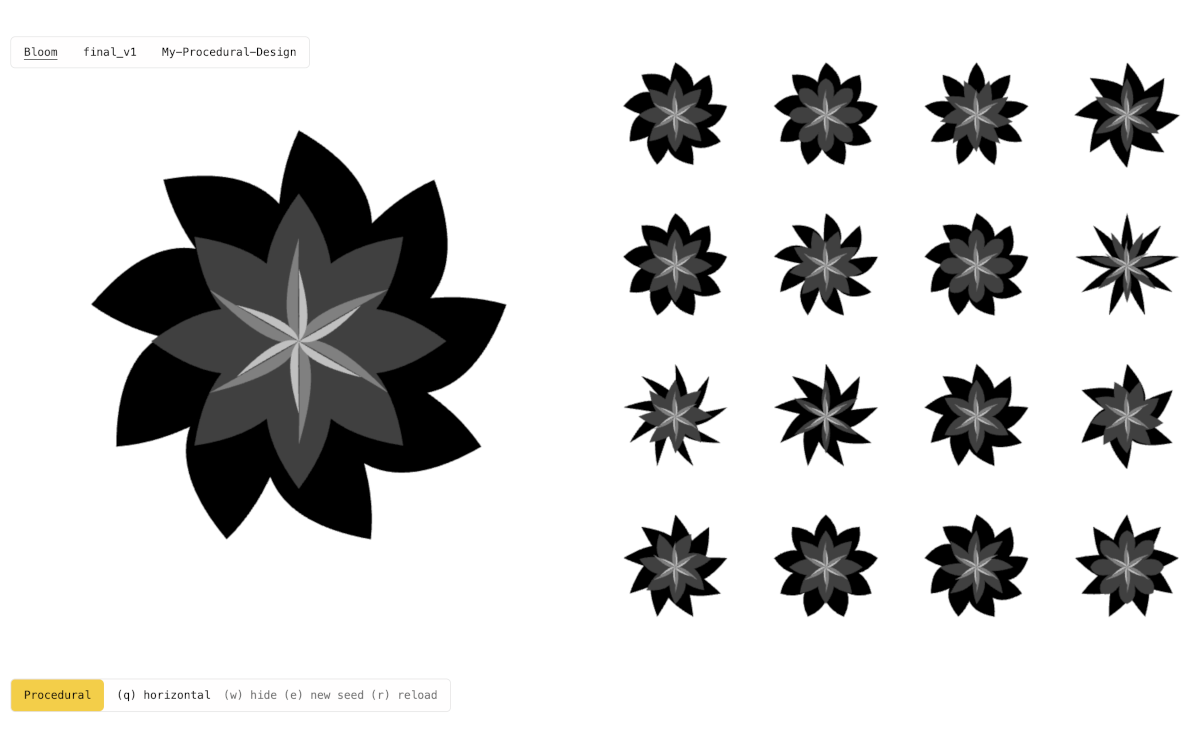 Bloom final_v1 My-Procedural-Design
Procedural (q) horizontal (w) hide (e) new seed (r) reload